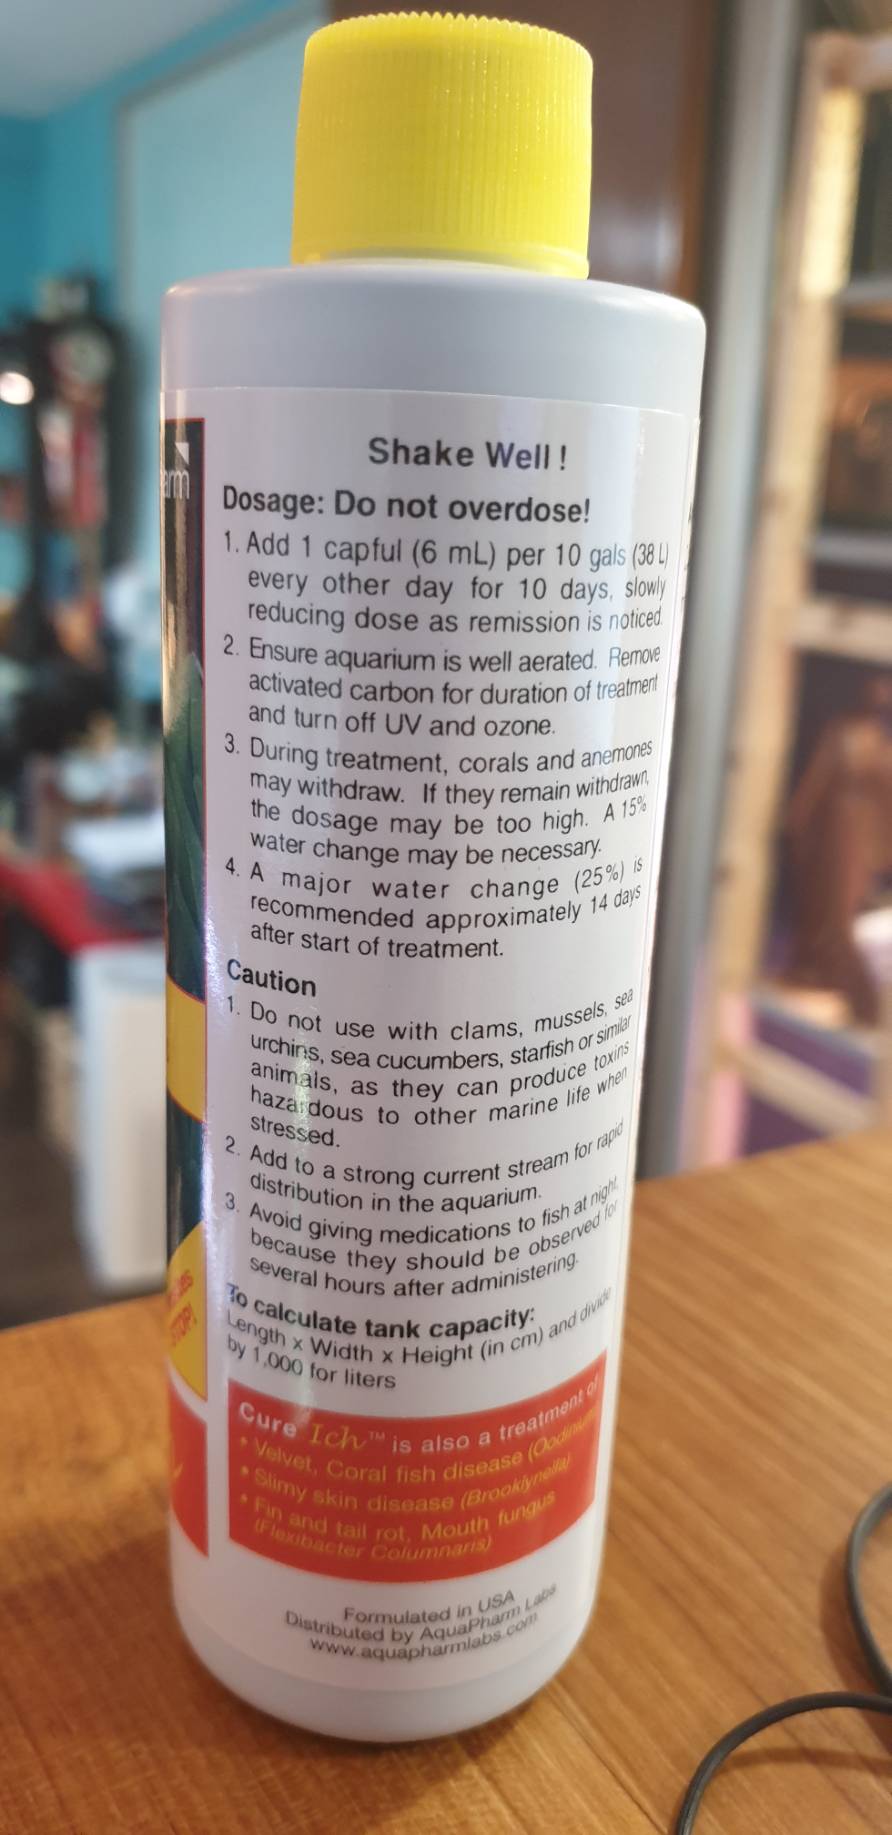 arm
Shake Well !
Dosage: Do not overdose!
1. Add 1 capful (6 mL) per 10 gals (38 L)
every other day for 10 days, slowly
reducing dose as remission is noticed.
2. Ensure aquarium is well aerated. Remove
activated carbon for duration of treatment
and turn off UV and ozone.
3. During treatment, corals and anemones
may withdraw. If they remain withdrawn,
the dosage may be too high. A 15%
water change may be necessary.
4. A major water change (25%) is
recommended approximately 14 days
after start of treatment.
Caution
1. Do not use with clams, mussels, sea
urchins, sea cucumbers, starfish or similar
animals, as they can produce toxins
hazardous to other marine life when
stressed.
2. Add to a strong current stream for rapid
distribution in the aquarium.
3. Avoid giving medications to fish at night,
because they should be observed for
several hours after administering.
To calculate tank capacity:
Length x Width x Height (in cm) and divide
by 1,000 for liters
Cure Ich™ is also a treatment of
• Velvet, Coral fish disease (Oodinium
• Slimy skin disease (Brooklynella)
• Fin and tail rot, Mouth fungus
(Flexibacter Columnaris)
Formulated in USA
Distributed by AquaPharm Labs
www.aquapharmlabs.com